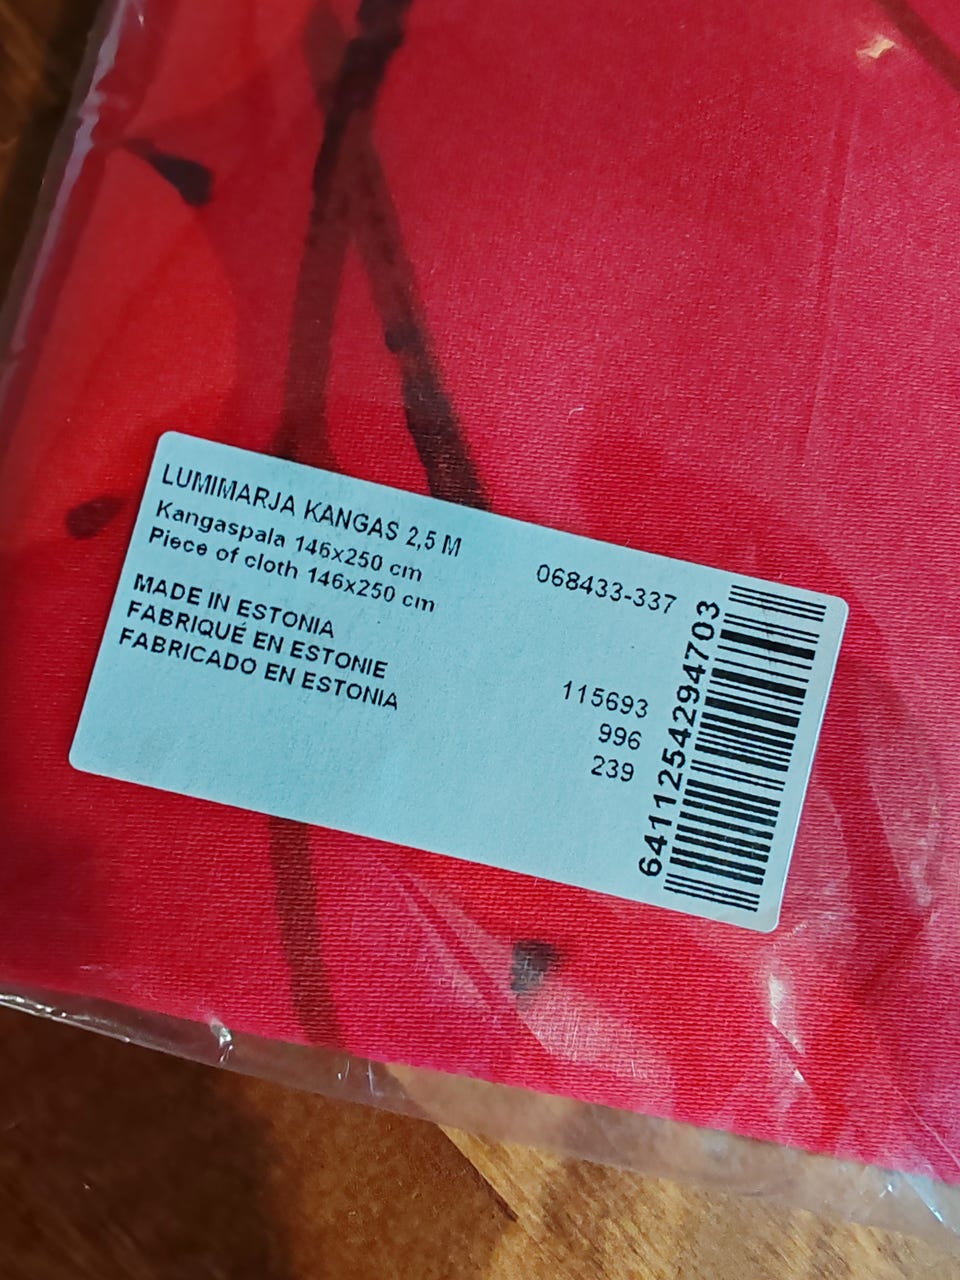 LUMIMARJA KANGAS 2,5 M
Kangaspala 146x250 cm
Piece of cloth 146x250 cm
MADE IN ESTONIA
FABRIQUÉ EN ESTONIE
FABRICADO EN ESTONIA
068433-337
115693
996
239
6411254294703